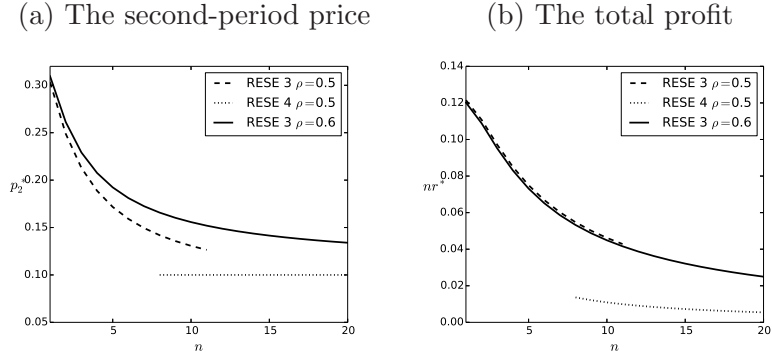 (a) The second-period price
(b) The total profit
0.30
0.25
0.20
0.15
0.10
0.05
p₂*
5
10
15
20
n
RESE 3 ρ=0.5
RESE 4 ρ=0.5
RESE 3 ρ=0.6
0.14
0.12
0.10
0.08
0.06
0.04
0.02
0.00
nr*
5
10
15
20
n
RESE 3 ρ=0.5
RESE 4 ρ=0.5
RESE 3 ρ=0.6